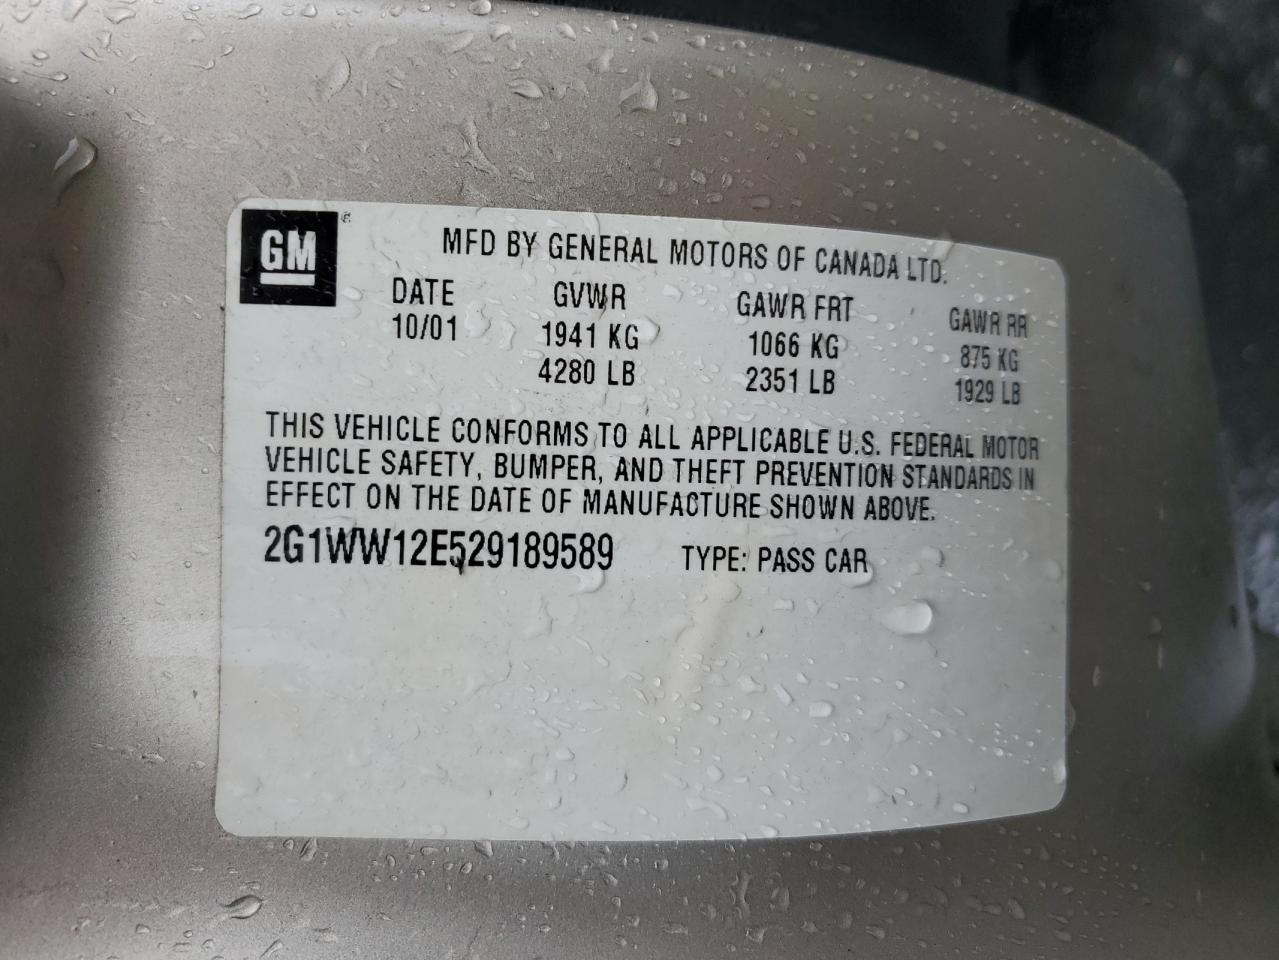 GM®
MFD BY GENERAL MOTORS OF CANADA LTD.
DATE GVWR GAWR FRT GAWR RR
10/01 1941 KG 1066 KG 875 KG
4280 LB 2351 LB 1929 LB
THIS VEHICLE CONFORMS TO ALL APPLICABLE U.S. FEDERAL MOTOR
VEHICLE SAFETY, BUMPER, AND THEFT PREVENTION STANDARDS IN
EFFECT ON THE DATE OF MANUFACTURE SHOWN ABOVE.
2G1WW12E529189589 TYPE: PASS CAR